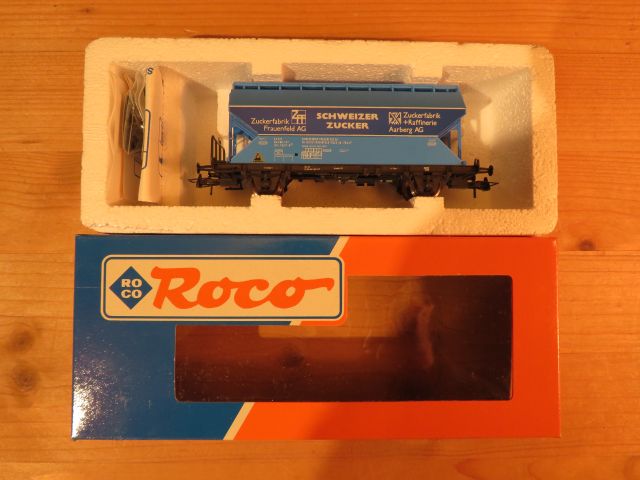 Zuckerfabrik
Frauenfeld AG
SCHWEIZER
ZUCKER
Zuckerfabrik
+Raffinerie
Aarberg AG
RO
CO
Roco